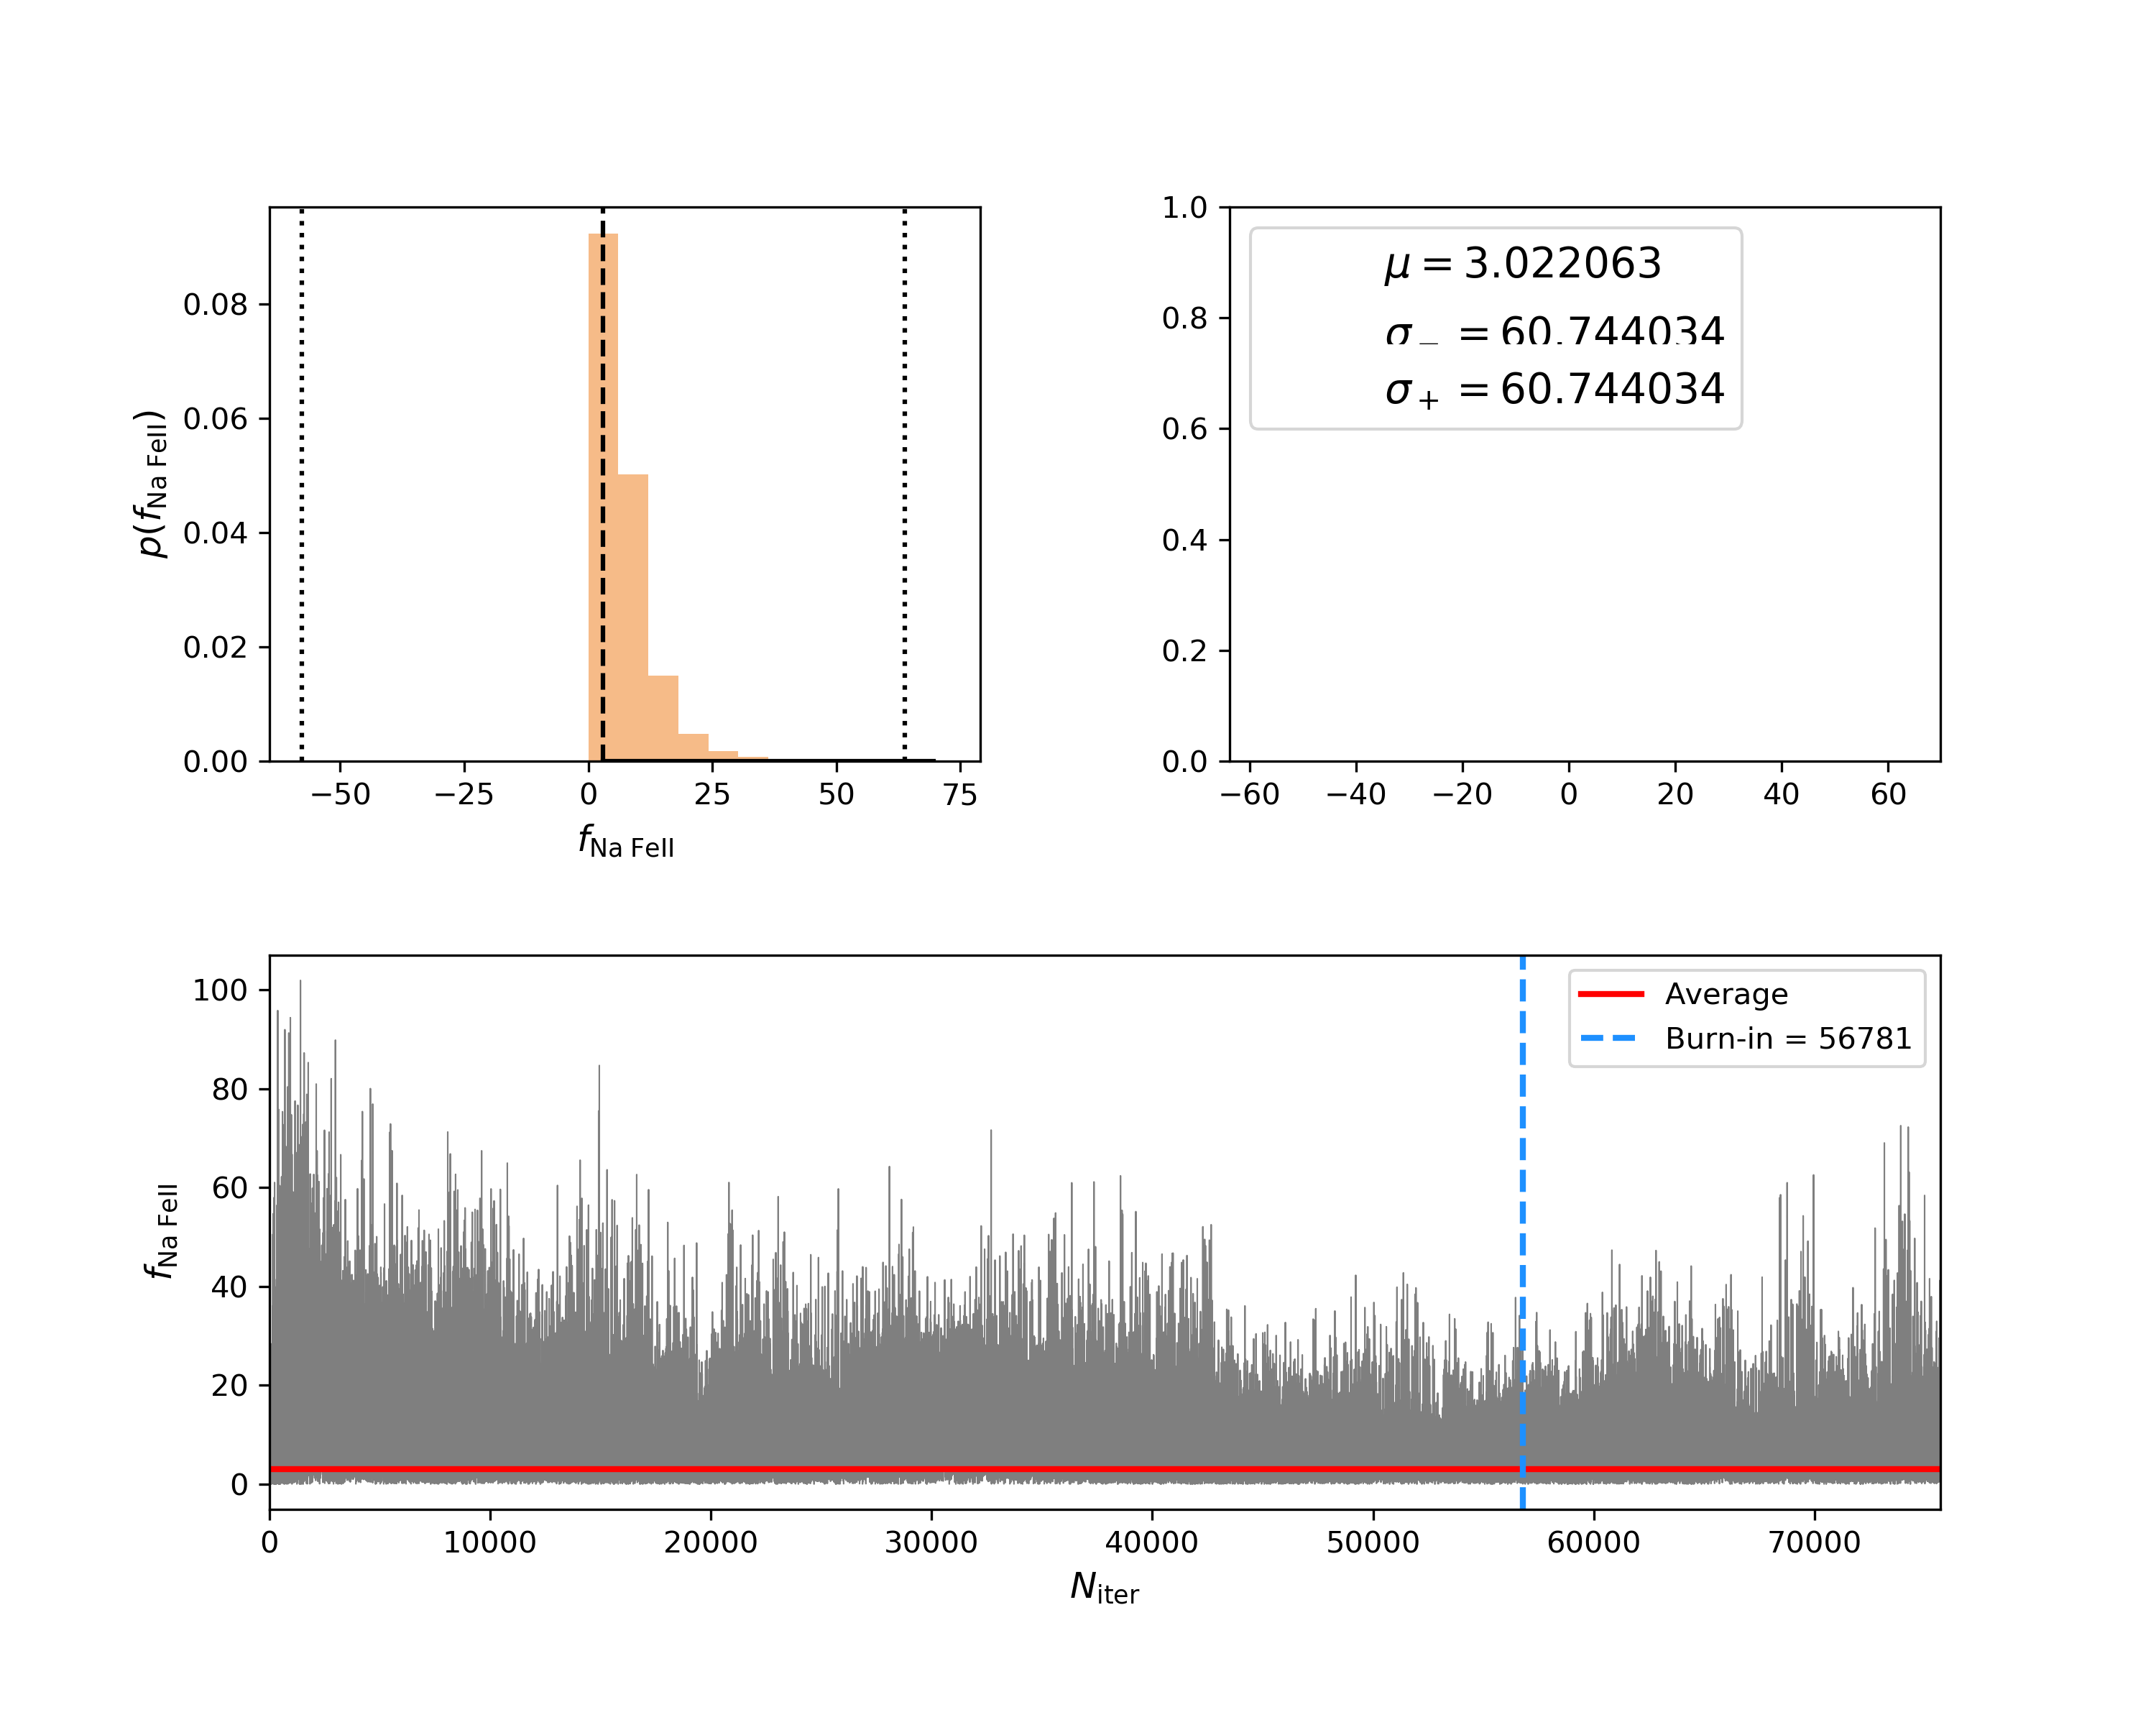 p(f_Na FeII)
0.08
0.06
0.04
0.02
0.00
−50 −25 0 25 50 75
f_Na FeII
1.0
0.8
0.6
0.4
0.2
0.0
μ = 3.022063
σ_− = 60.744034
σ_+ = 60.744034
−60 −40 −20 0 20 40 60
f_Na FeII
100
80
60
40
20
0
Average
Burn-in = 56781
0 10000 20000 30000 40000 50000 60000 70000
N_iter